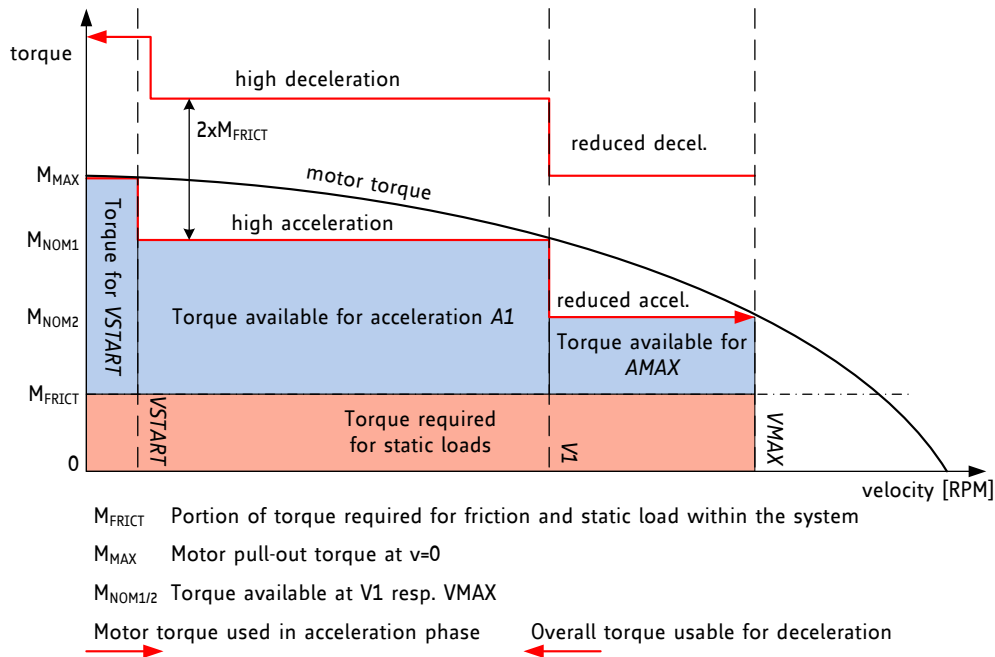 torque
high deceleration
2xMFRICT
reduced decel.
MMAX
motor torque
Torque for VSTART
high acceleration
MNOM1
reduced accel.
MNOM2
Torque available for acceleration A1
Torque available for
AMAX
MFRICT
VSTART
Torque required
for static loads
V1
VMAX
0
velocity [RPM]
MFRICT Portion of torque required for friction and static load within the system
MMAX Motor pull-out torque at v=0
MNOM1/2 Torque available at V1 resp. VMAX
Motor torque used in acceleration phase
Overall torque usable for deceleration